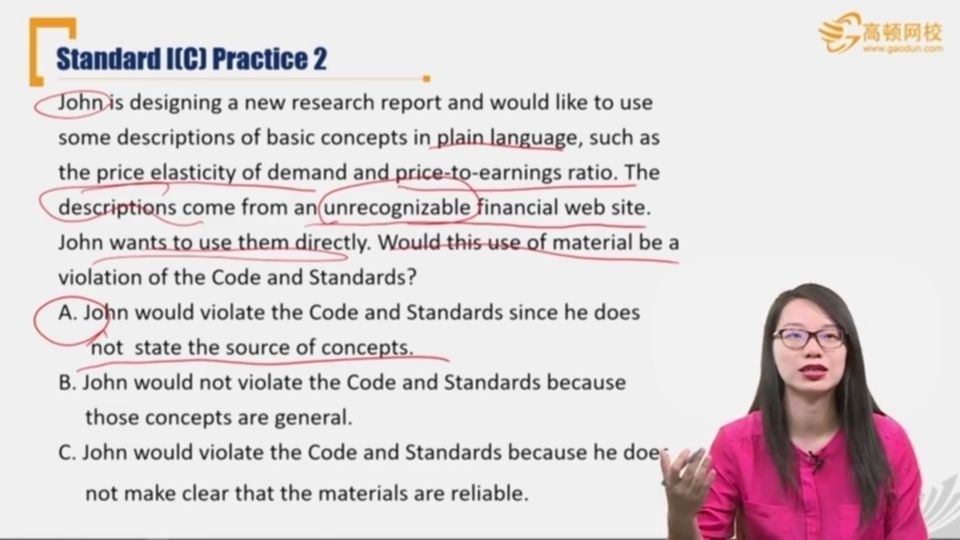 高顿网校
www.gaodun.com
Standard I(C) Practice 2
John is designing a new research report and would like to use
some descriptions of basic concepts in plain language, such as
the price elasticity of demand and price-to-earnings ratio. The
descriptions come from an unrecognizable financial web site.
John wants to use them directly. Would this use of material be a
violation of the Code and Standards?
A. John would violate the Code and Standards since he does
not state the source of concepts.
B. John would not violate the Code and Standards because
those concepts are general.
C. John would violate the Code and Standards because he
not make clear that the materials are reliable.